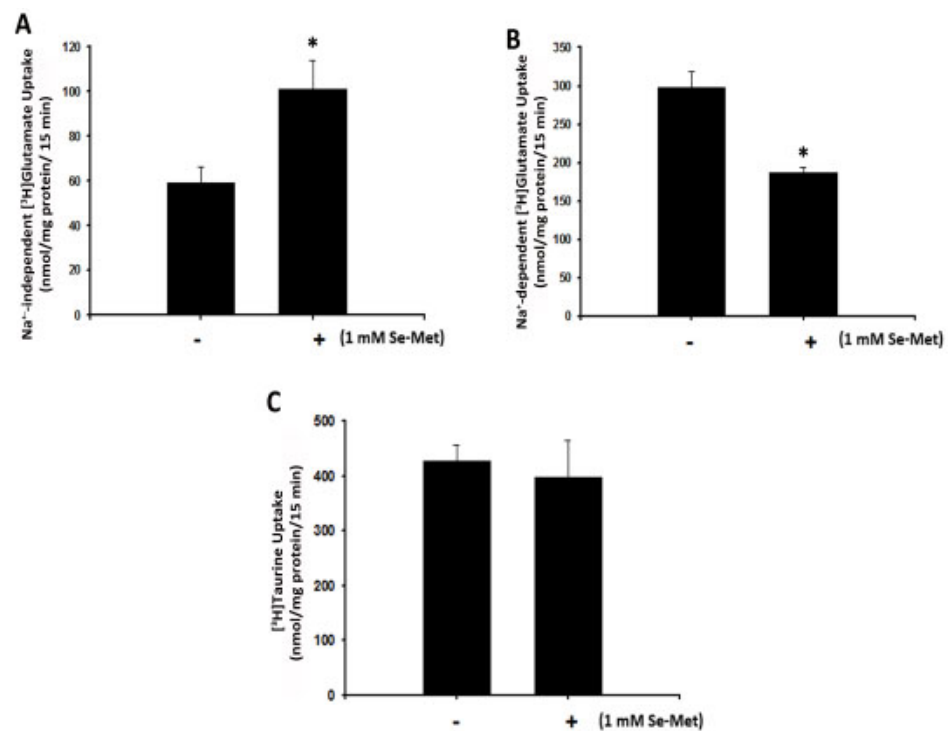 A
Na⁺-independent [³H]Glutamate Uptake
(nmol/mg protein/ 15 min)
120
100
80
60
40
20
0
*
-
+
(1 mM Se-Met)
B
Na⁺-dependent [³H]Glutamate Uptake
(nmol/mg protein/15 min)
350
300
250
200
150
100
50
0
*
-
+
(1 mM Se-Met)
C
[³H]Taurine Uptake
(nmol/mg protein/15 min)
500
400
300
200
100
0
-
+
(1 mM Se-Met)